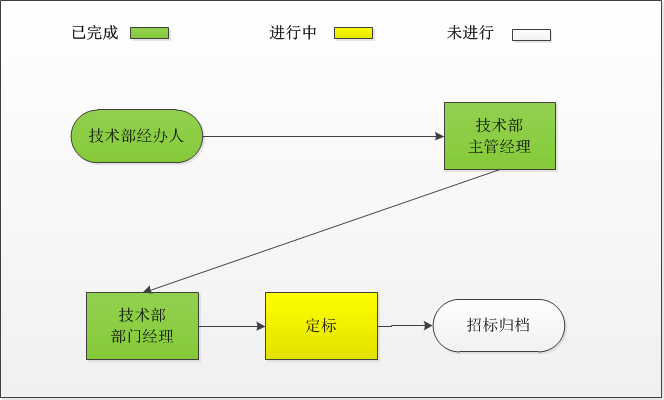 已完成
进行中
未进行
技术部经办人
技术部
主管经理
技术部
部门经理
定标
招标归档